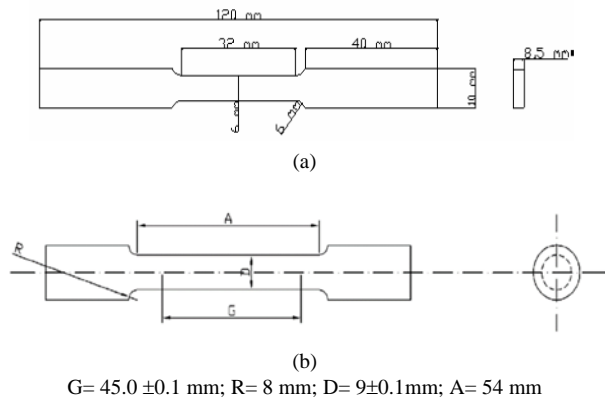 120 mm
32 mm
40 mm
8.5 mm
6 mm
6 mm
10 mm
(a)
A
R
D
G
(b)
G= 45.0 ±0.1 mm; R= 8 mm; D= 9±0.1mm; A= 54 mm